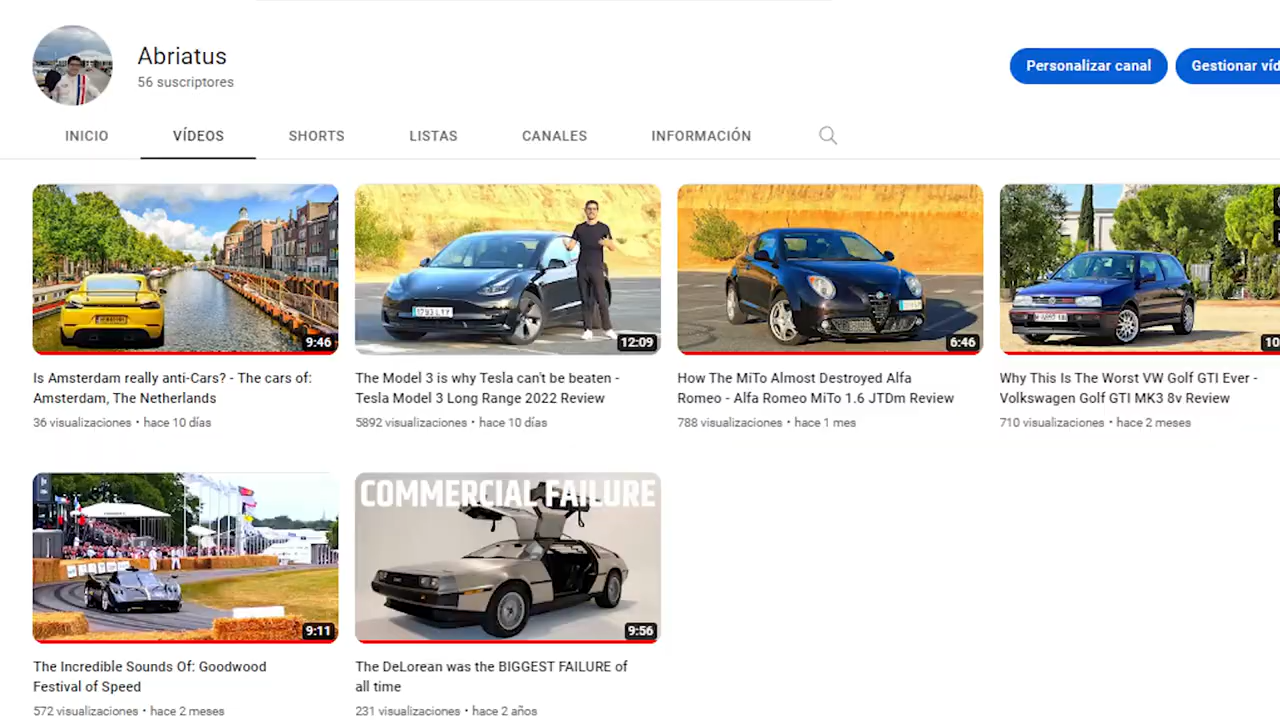 Abriatus
56 suscriptores
Personalizar canal
Gestionar víd
INICIO
VÍDEOS
SHORTS
LISTAS
CANALES
INFORMACIÓN
9:46
12:09
1793 LLY
6:46
10
Is Amsterdam really anti-Cars? - The cars of:
Amsterdam, The Netherlands
36 visualizaciones • hace 10 días
The Model 3 is why Tesla can't be beaten -
Tesla Model 3 Long Range 2022 Review
5892 visualizaciones • hace 10 días
How The MiTo Almost Destroyed Alfa
Romeo - Alfa Romeo MiTo 1.6 JTDm Review
788 visualizaciones • hace 1 mes
Why This Is The Worst VW Golf GTI Ever -
Volkswagen Golf GTI MK3 8v Review
710 visualizaciones • hace 2 meses
COMMERCIAL FAILURE
9:11
9:56
The Incredible Sounds Of: Goodwood
Festival of Speed
572 visualizaciones • hace 2 meses
The DeLorean was the BIGGEST FAILURE of
all time
231 visualizaciones • hace 2 años